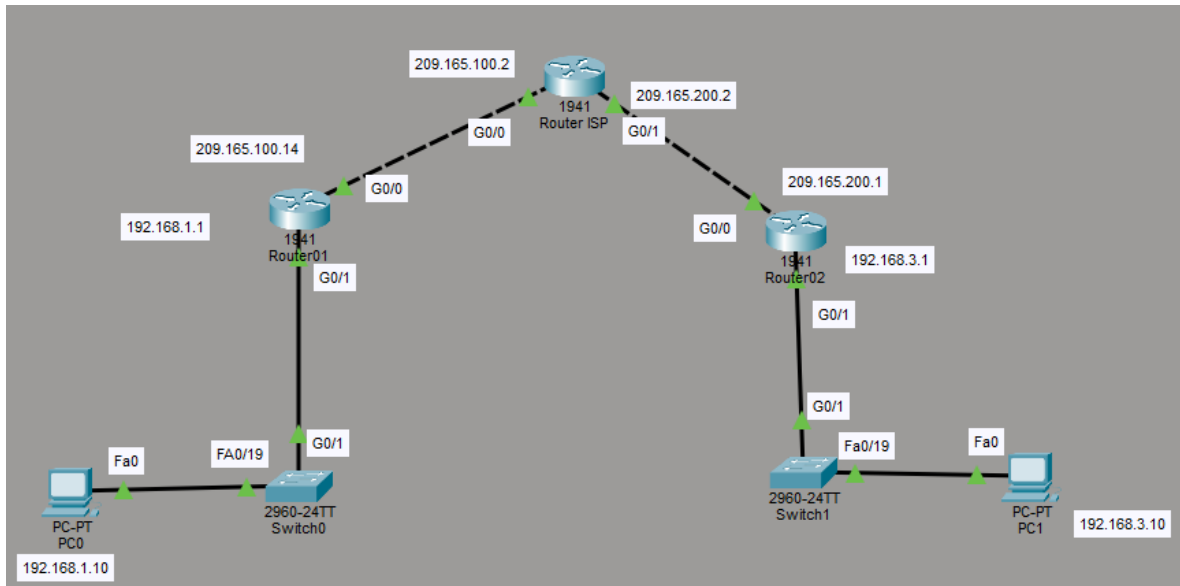 209.165.100.2
1941
Router ISP
209.165.200.2
G0/0
G0/1
209.165.100.14
G0/0
209.165.200.1
192.168.1.1
1941
Router01
G0/0
1941
Router02
192.168.3.1
G0/1
G0/1
G0/1
Fa0
FA0/19
G0/1
Fa0/19
Fa0
PC-PT
PC0
192.168.1.10
2960-24TT
Switch0
2960-24TT
Switch1
PC-PT
PC1
192.168.3.10